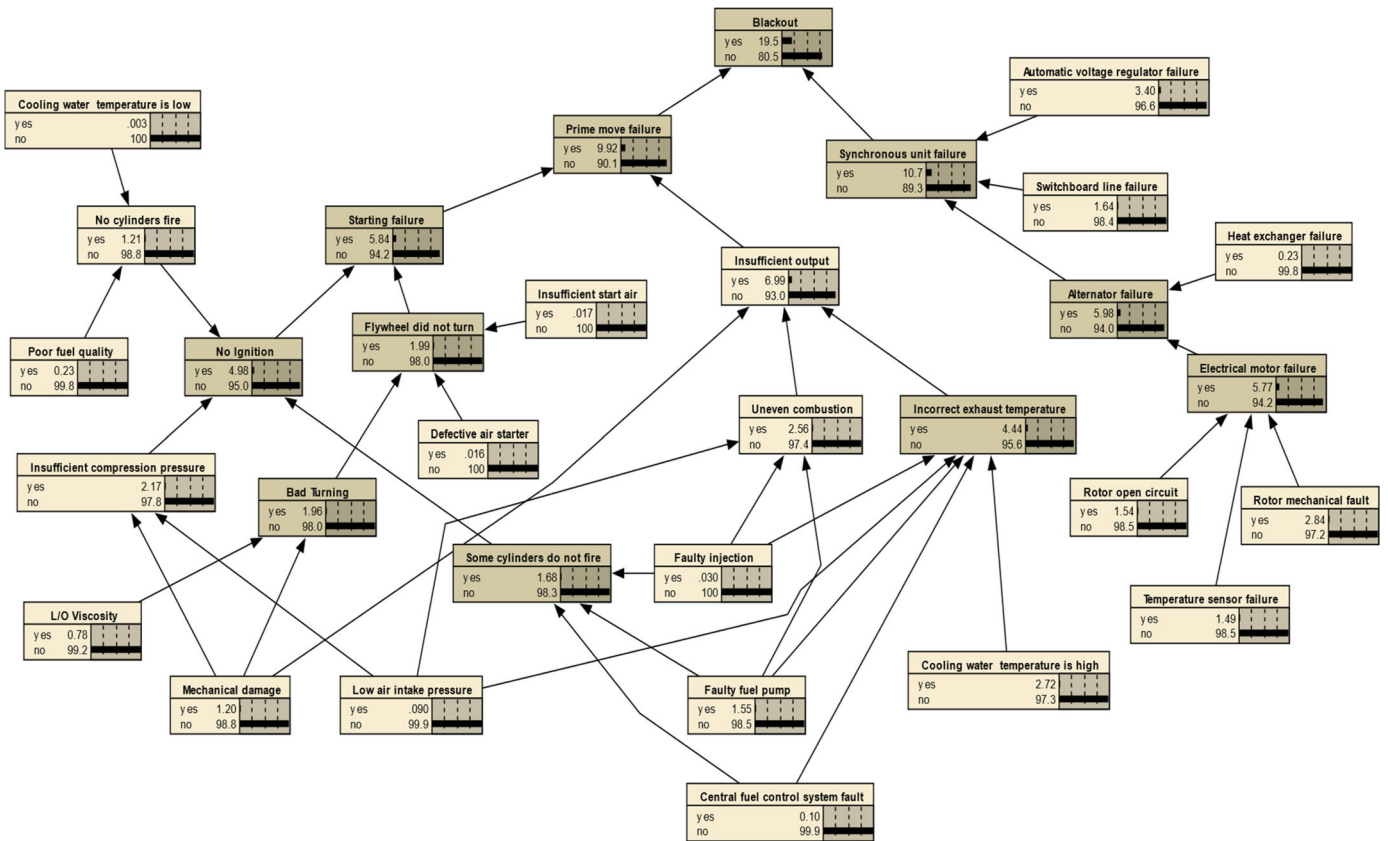 Blackout
yes 19.5
no 80.5
Automatic voltage regulator failure
yes 3.40
no 96.6
Cooling water temperature is low
yes .003
no 100
Prime move failure
yes 9.92
no 90.1
Synchronous unit failure
yes 10.7
no 89.3
Switchboard line failure
yes 1.64
no 98.4
No cylinders fire
yes 1.21
no 98.8
Starting failure
yes 5.84
no 94.2
Heat exchanger failure
yes 0.23
no 99.8
Insufficient output
yes 6.99
no 93.0
Insufficient start air
yes .017
no 100
Alternator failure
yes 5.98
no 94.0
Flywheel did not turn
yes 1.99
no 98.0
Poor fuel quality
yes 0.23
no 99.8
No Ignition
yes 4.98
no 95.0
Electrical motor failure
yes 5.77
no 94.2
Uneven combustion
yes 2.56
no 97.4
Incorrect exhaust temperature
yes 4.44
no 95.6
Defective air starter
yes .016
no 100
Insufficient compression pressure
yes 2.17
no 97.8
Bad Turning
yes 1.96
no 98.0
Rotor open circuit
yes 1.54
no 98.5
Rotor mechanical fault
yes 2.84
no 97.2
Some cylinders do not fire
yes 1.68
no 98.3
Faulty injection
yes .030
no 100
Temperature sensor failure
yes 1.49
no 98.5
L/O Viscosity
yes 0.78
no 99.2
Cooling water temperature is high
yes 2.72
no 97.3
Mechanical damage
yes 1.20
no 98.8
Low air intake pressure
yes .090
no 99.9
Faulty fuel pump
yes 1.55
no 98.5
Central fuel control system fault
yes 0.10
no 99.9